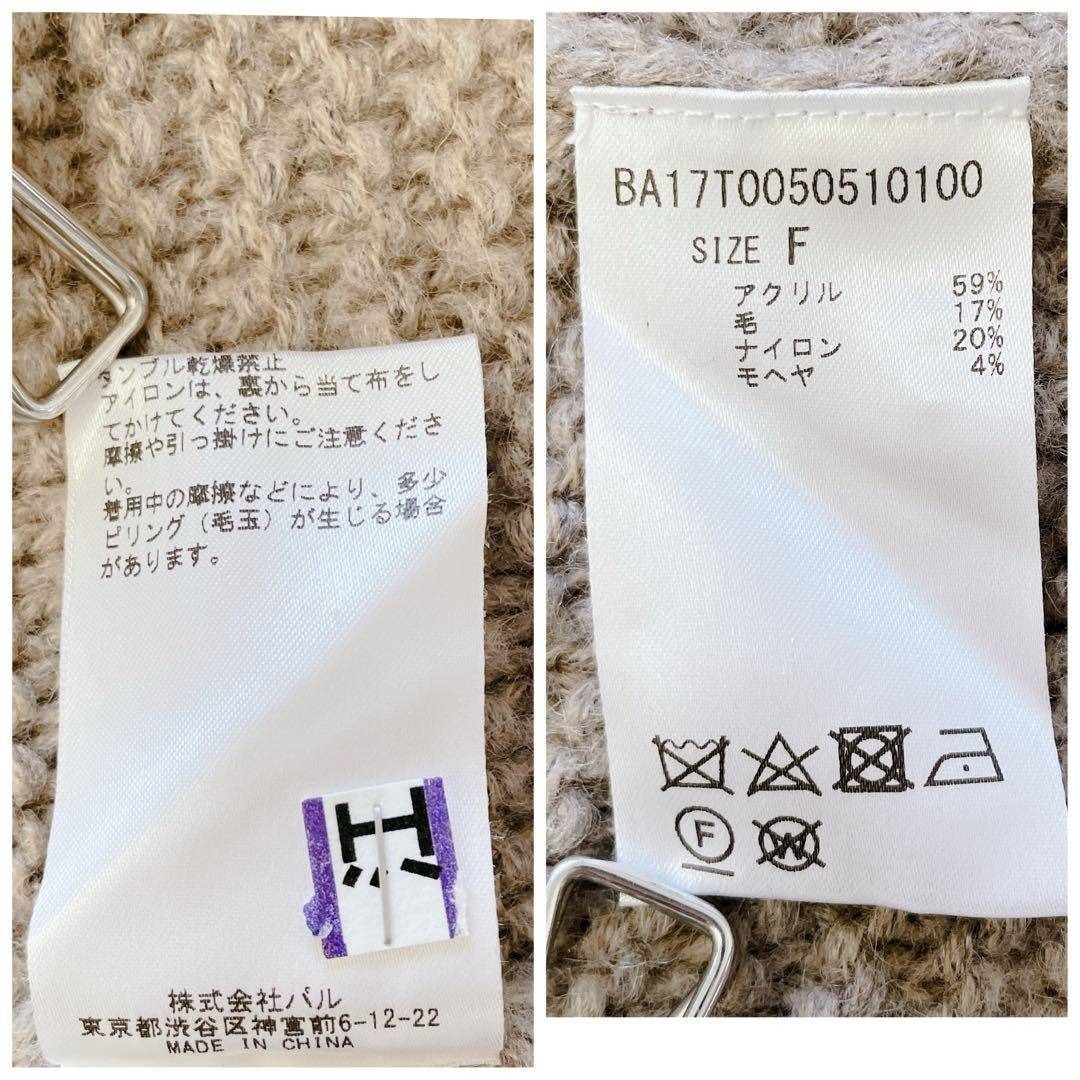 タンブル乾燥禁止
アイロンは、裏から当て布をし
てかけてください。
摩擦や引っ掛けにご注意くださ
い。
着用中の摩擦などにより、多少
ピリング（毛玉）が生じる場合
があります。
株式会社パル
東京都渋谷区神宮前6-12-22
MADE IN CHINA
BA17T0050510100
SIZE F
アクリル 59%
毛 17%
ナイロン 20%
モヘヤ 4%
F
W